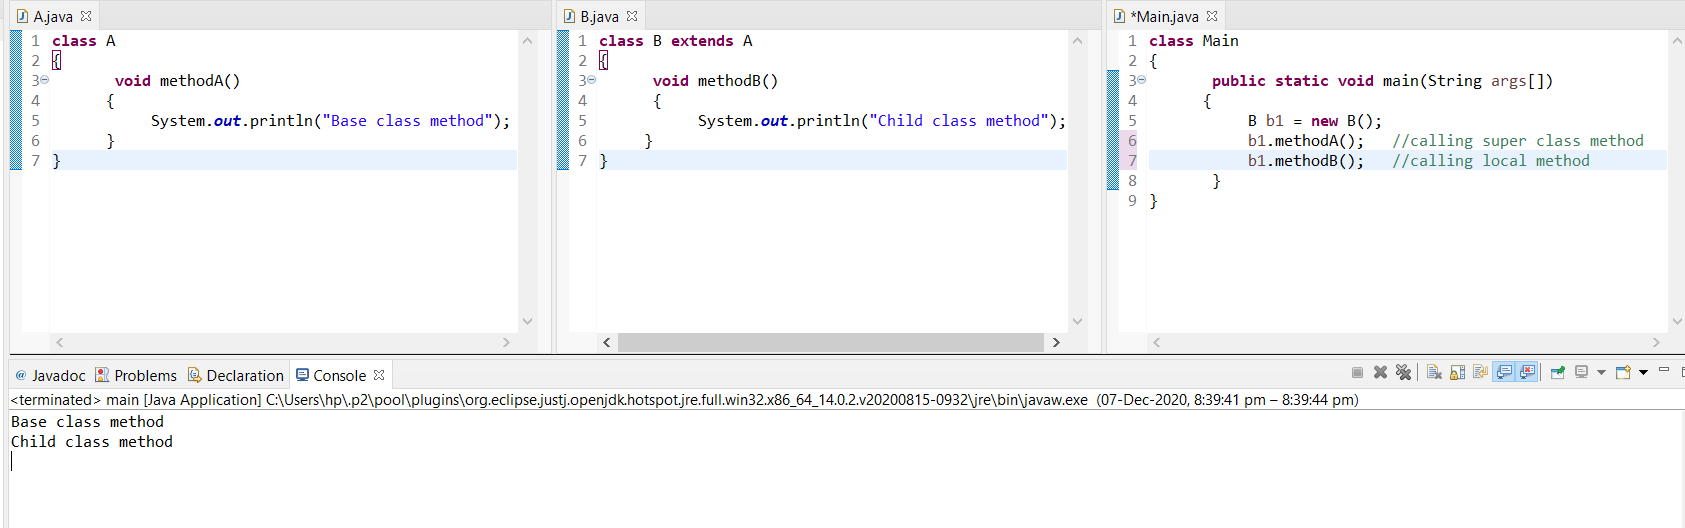 A.java
1 class A
2 {
3 void methodA()
4 {
5 System.out.println("Base class method");
6 }
7 }
B.java
1 class B extends A
2 {
3 void methodB()
4 {
5 System.out.println("Child class method");
6 }
7 }
*Main.java
1 class Main
2 {
3 public static void main(String args[])
4 {
5 B b1 = new B();
6 b1.methodA(); //calling super class method
7 b1.methodB(); //calling local method
8 }
9 }
@ Javadoc Problems Declaration Console
<terminated> main [Java Application] C:\Users\hp\.p2\pool\plugins\org.eclipse.justj.openjdk.hotspot.jre.full.win32.x86_64_14.0.2.v20200815-0932\jre\bin\javaw.exe (07-Dec-2020, 8:39:41 pm – 8:39:44 pm)
Base class method
Child class method